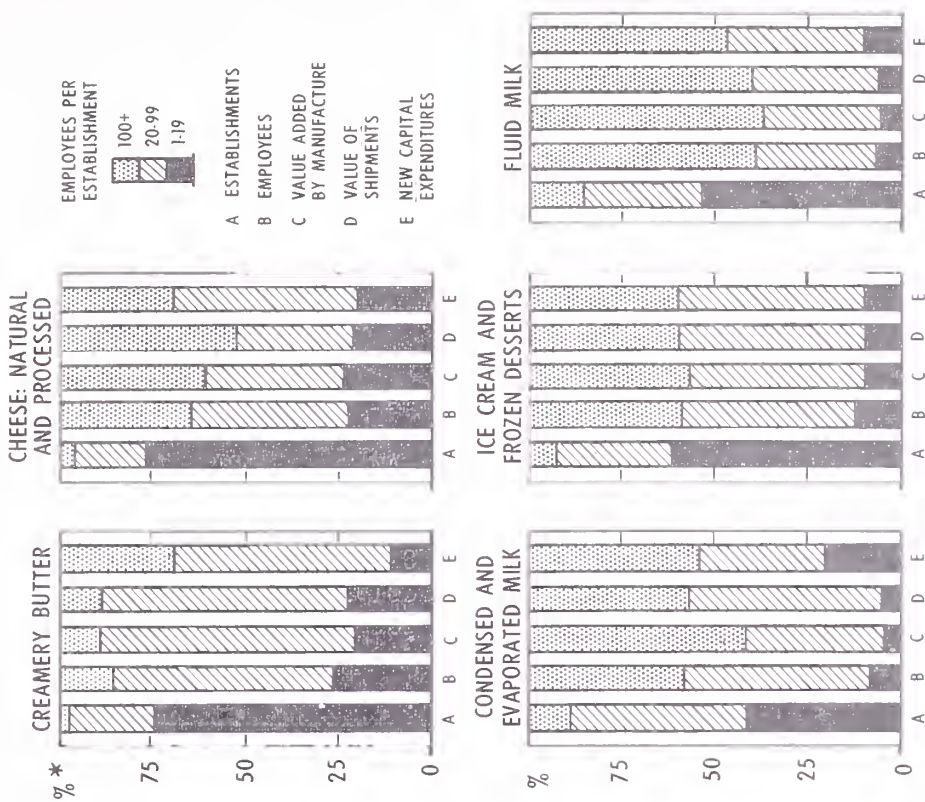 EMPLOYEES PER
ESTABLISHMENT
100+
20-99
1-19
A ESTABLISHMENTS
B EMPLOYEES
C VALUE ADDED
BY MANUFACTURE
D VALUE OF
SHIPMENTS
E NEW CAPITAL
EXPENDITURES
CREAMERY BUTTER
% *
75
50
25
0
A B C D E
CHEESE: NATURAL
AND PROCESSED
A B C D E
CONDENSED AND
EVAPORATED MILK
%
75
50
25
0
A B C D E
ICE CREAM AND
FROZEN DESSERTS
A B C D E
FLUID MILK
A B C D E